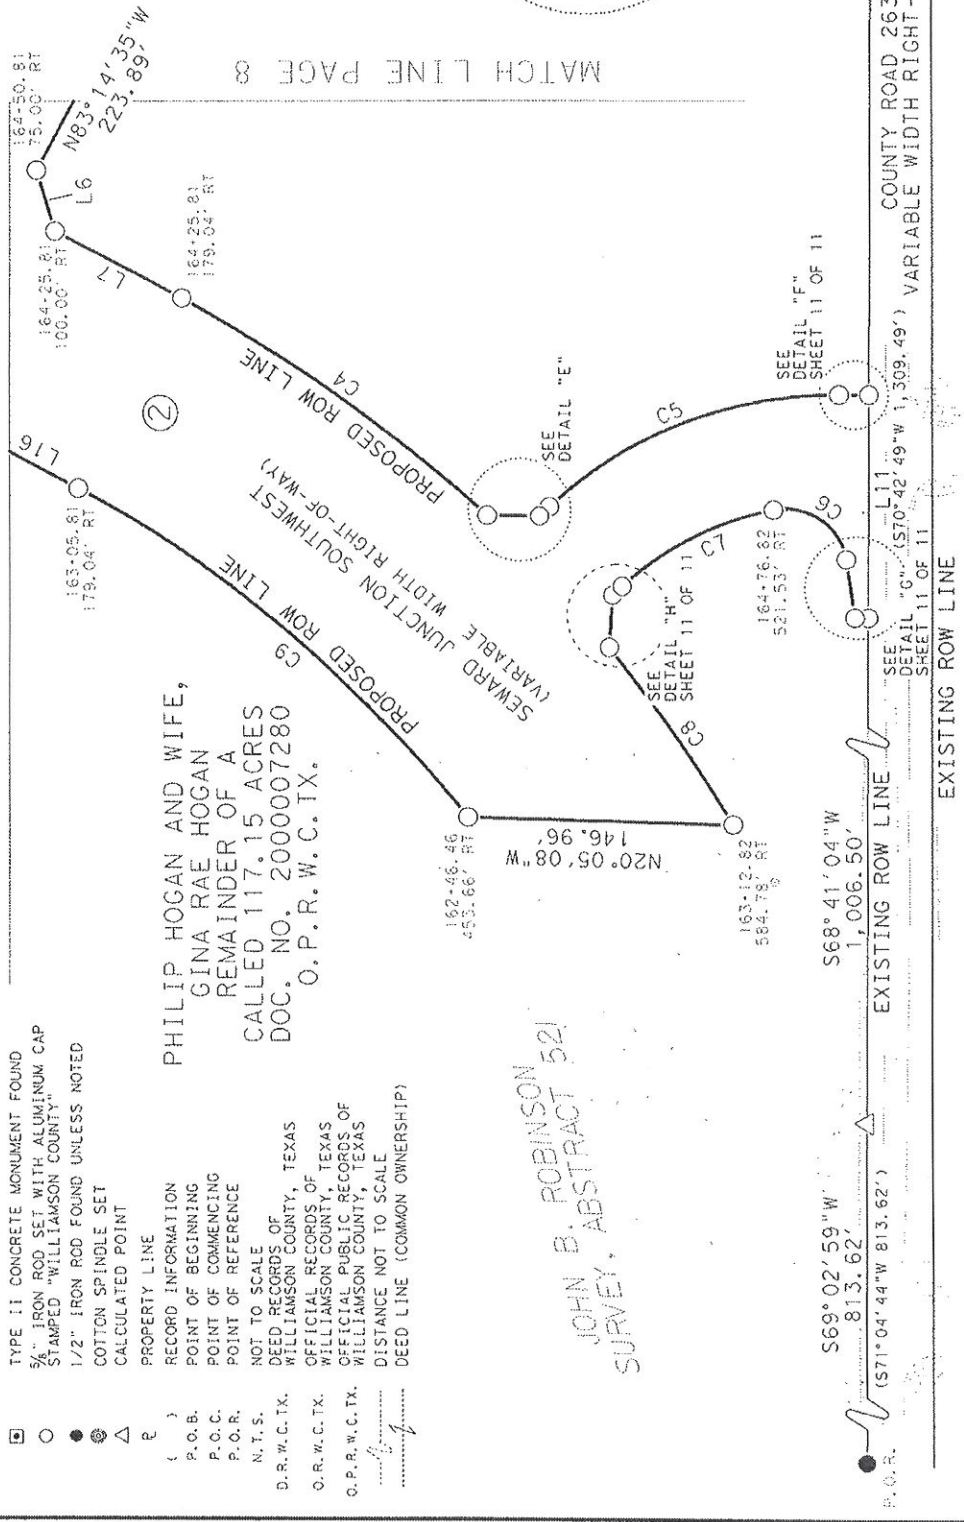 TYPE II CONCRETE MONUMENT FOUND
5/8" IRON ROD SET WITH ALUMINUM CAP
STAMPED "WILLIAMSON COUNTY"
1/2" IRON ROD FOUND UNLESS NOTED
COTTON SPINDLE SET
CALCULATED POINT
PROPERTY LINE
( ) RECORD INFORMATION
P.O.B. POINT OF BEGINNING
P.O.C. POINT OF COMMENCING
P.O.R. POINT OF REFERENCE
N.T.S. NOT TO SCALE
D.R.W.C.TX. DEED RECORDS OF
WILLIAMSON COUNTY, TEXAS
O.R.W.C.TX. OFFICIAL RECORDS OF
WILLIAMSON COUNTY, TEXAS
O.P.R.W.C.TX. OFFICIAL PUBLIC RECORDS OF
WILLIAMSON COUNTY, TEXAS
DISTANCE NOT TO SCALE
DEED LINE (COMMON OWNERSHIP)
PHILIP HOGAN AND WIFE,
GINA RAE HOGAN
REMAINDER OF A
CALLED 117.15 ACRES
DOC. NO. 2000007280
O.P.R.W.C.TX.
JOHN B. ROBINSON
SURVEY, ABSTRACT 521
MATCH LINE PAGE 8
164+50.81
75.00' RT
N83°14'35"W
223.89'
L6
164+25.81
100.00' RT
L7
164+25.81
179.04' RT
2
L16
163+05.81
179.04' RT
C4
PROPOSED ROW LINE
SEWARD JUNCTION SOUTHWEST
(VARIABLE WIDTH RIGHT-OF-WAY)
C9
PROPOSED ROW LINE
SEE
DETAIL "E"
C5
SEE
DETAIL "F"
SHEET 11 OF 11
C7
C6
164+76.62
521.53' RT
SEE
DETAIL "H"
SHEET 11 OF 11
C8
162+46.46
453.66' RT
N20°05'08"W
146.96'
163+12.82
584.78' RT
SEE
DETAIL "G"
SHEET 11 OF 11
L11
(S70°42'49"W 1,309.49')
COUNTY ROAD 263
VARIABLE WIDTH RIGHT-
S68°41'04"W
1,006.50'
EXISTING ROW LINE
EXISTING ROW LINE
S69°02'59"W
813.62'
(S71°04'44"W 813.62')
P.O.R.